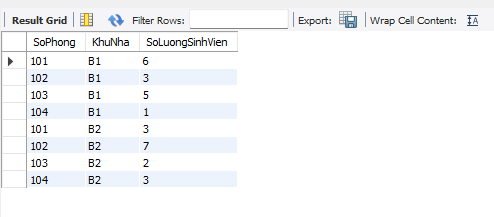 Result Grid Filter Rows: Export: Wrap Cell Content: IA
SoPhong KhuNha SoLuongSinhVien
101 B1 6
102 B1 3
103 B1 5
104 B1 1
101 B2 3
102 B2 7
103 B2 2
104 B2 3